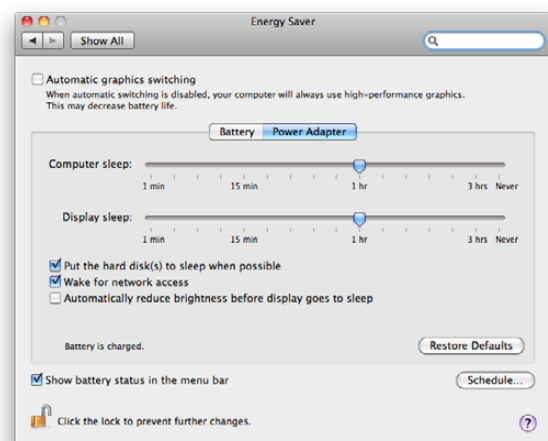 Energy Saver
Show All
Automatic graphics switching
When automatic switching is disabled, your computer will always use high-performance graphics.
This may decrease battery life.
Battery Power Adapter
Computer sleep:
1 min 15 min 1 hr 3 hrs Never
Display sleep:
1 min 15 min 1 hr 3 hrs Never
Put the hard disk(s) to sleep when possible
Wake for network access
Automatically reduce brightness before display goes to sleep
Battery is charged. Restore Defaults
Show battery status in the menu bar Schedule...
Click the lock to prevent further changes. ?